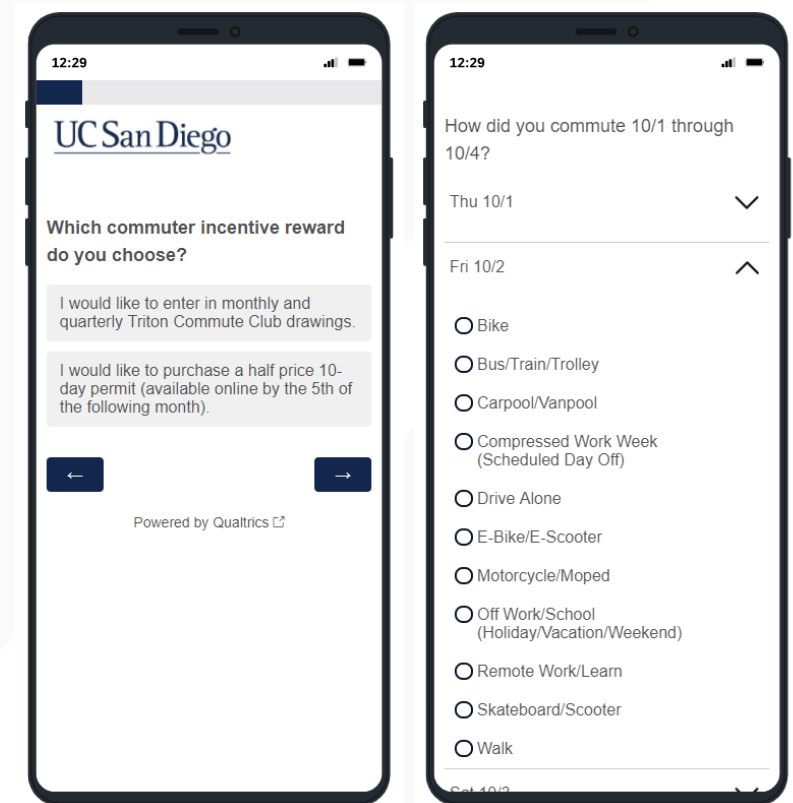 12:29
UC San Diego
Which commuter incentive reward
do you choose?
I would like to enter in monthly and
quarterly Triton Commute Club drawings.
I would like to purchase a half price 10-
day permit (available online by the 5th of
the following month).
←
→
Powered by Qualtrics
12:29
How did you commute 10/1 through
10/4?
Thu 10/1
Fri 10/2
Bike
Bus/Train/Trolley
Carpool/Vanpool
Compressed Work Week
(Scheduled Day Off)
Drive Alone
E-Bike/E-Scooter
Motorcycle/Moped
Off Work/School
(Holiday/Vacation/Weekend)
Remote Work/Learn
Skateboard/Scooter
Walk
Sat 10/3